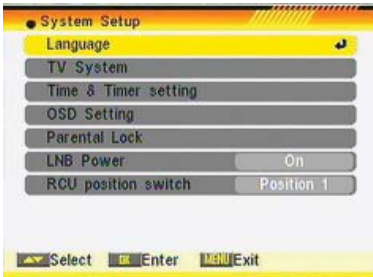 System Setup
Language
TV System
Time & Timer setting
OSD Setting
Parental Lock
LNB Power On
RCU position switch Position 1
Select OK Enter MENU Exit